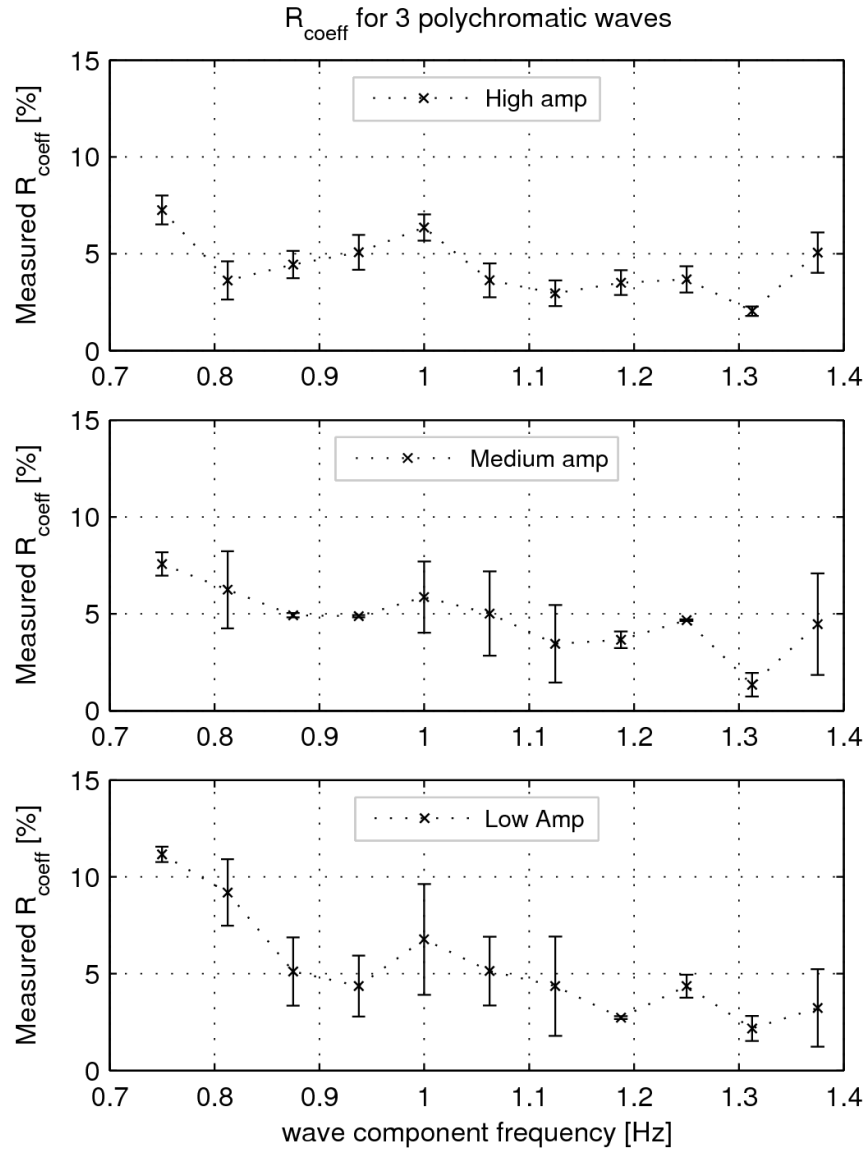 R_coeff for 3 polychromatic waves
15
10
5
0
Measured R_coeff [%]
High amp
0.7 0.8 0.9 1 1.1 1.2 1.3 1.4
15
10
5
0
Measured R_coeff [%]
Medium amp
0.7 0.8 0.9 1 1.1 1.2 1.3 1.4
15
10
5
0
Measured R_coeff [%]
Low Amp
0.7 0.8 0.9 1 1.1 1.2 1.3 1.4
wave component frequency [Hz]